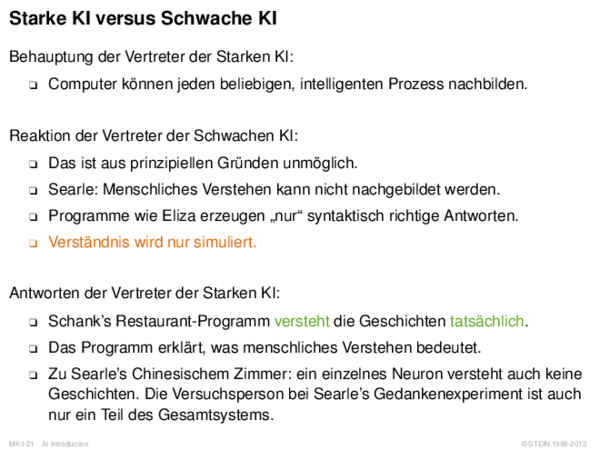 Starke KI versus Schwache KI
Behauptung der Vertreter der Starken KI:
❑ Computer können jeden beliebigen, intelligenten Prozess nachbilden.
Reaktion der Vertreter der Schwachen KI:
❑ Das ist aus prinzipiellen Gründen unmöglich.
❑ Searle: Menschliches Verstehen kann nicht nachgebildet werden.
❑ Programme wie Eliza erzeugen „nur“ syntaktisch richtige Antworten.
❑ Verständnis wird nur simuliert.
Antworten der Vertreter der Starken KI:
❑ Schank's Restaurant-Programm versteht die Geschichten tatsächlich.
❑ Das Programm erklärt, was menschliches Verstehen bedeutet.
❑ Zu Searle's Chinesischem Zimmer: ein einzelnes Neuron versteht auch keine
Geschichten. Die Versuchsperson bei Searle's Gedankenexperiment ist auch
nur ein Teil des Gesamtsystems.
MK:I-21 AI Introduction © STEIN 1998-2013